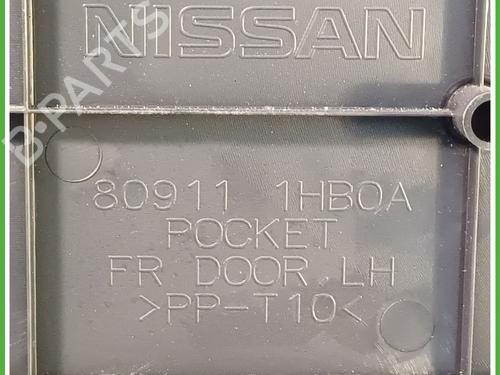 NISSAN
B-PARTS
80911 1HB0A
POCKET
FR DOOR LH
>PP-T10<